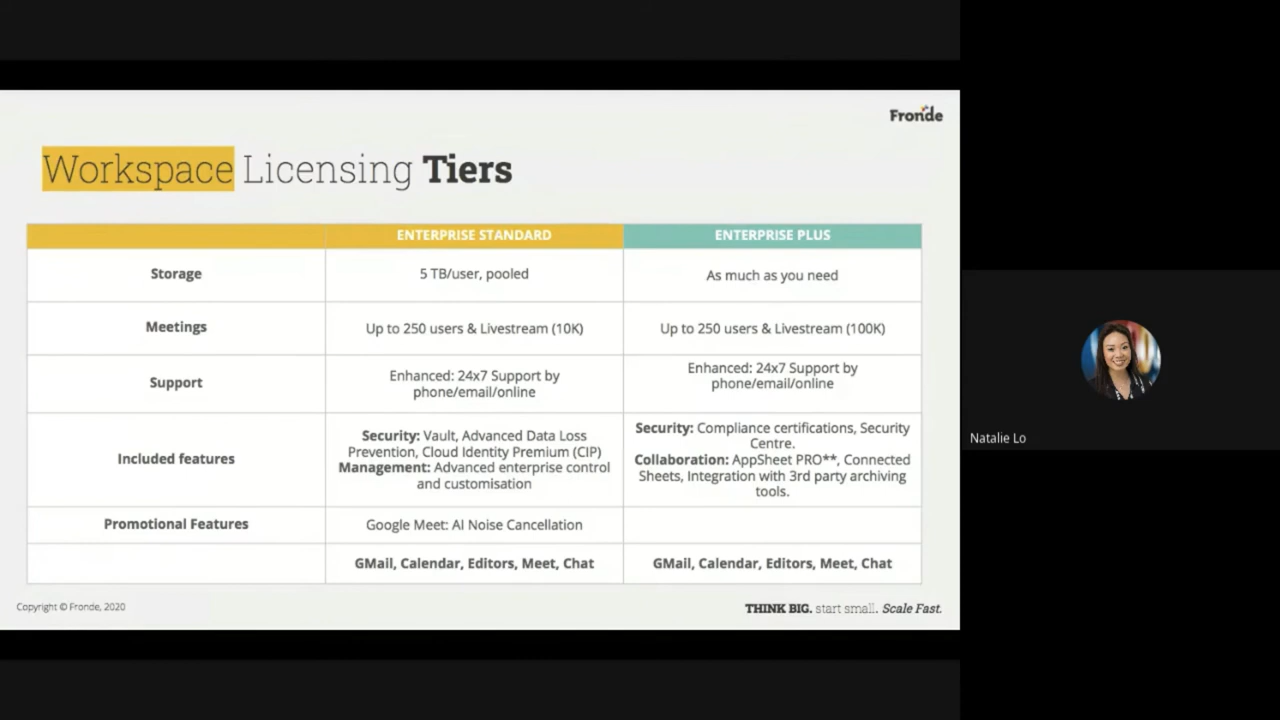 Fronde
Workspace Licensing Tiers
ENTERPRISE STANDARD
ENTERPRISE PLUS
Storage
5 TB/user, pooled
As much as you need
Meetings
Up to 250 users & Livestream (10K)
Up to 250 users & Livestream (100K)
Support
Enhanced: 24x7 Support by
phone/email/online
Enhanced: 24x7 Support by
phone/email/online
Included features
Security: Vault, Advanced Data Loss
Prevention, Cloud Identity Premium (CIP)
Management: Advanced enterprise control
and customisation
Security: Compliance certifications, Security
Centre.
Collaboration: AppSheet PRO**, Connected
Sheets, Integration with 3rd party archiving
tools.
Promotional Features
Google Meet: AI Noise Cancellation
GMail, Calendar, Editors, Meet, Chat
GMail, Calendar, Editors, Meet, Chat
Copyright © Fronde, 2020
THINK BIG. start small. Scale Fast.
Natalie Lo